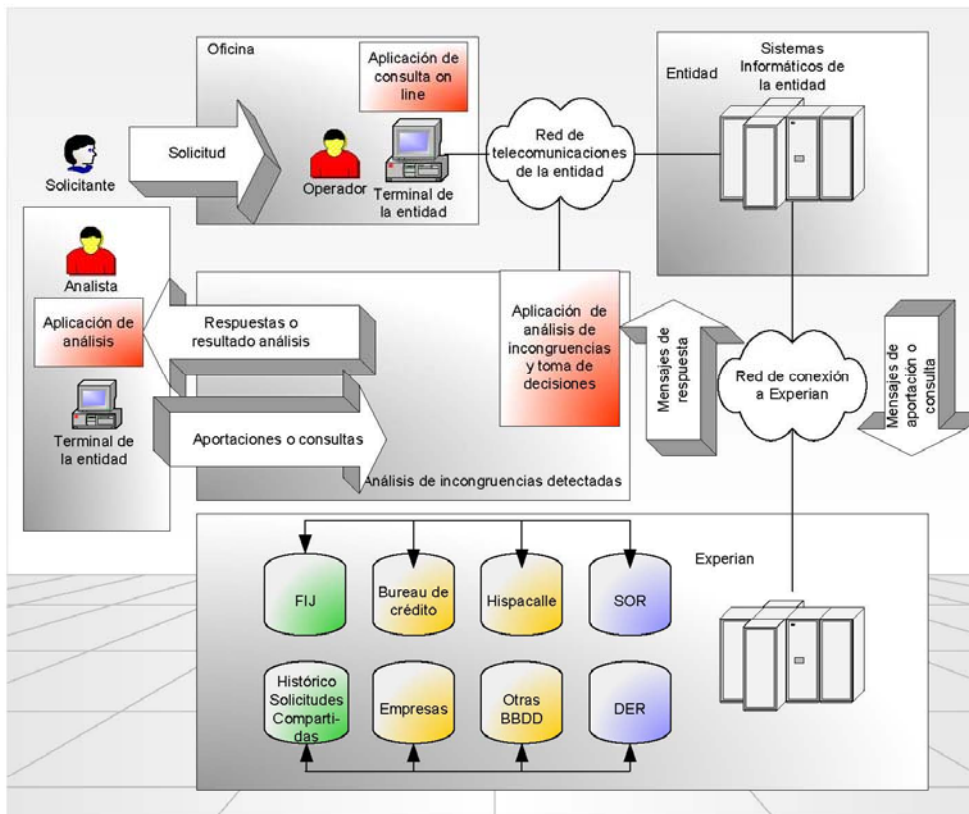 Oficina
Aplicación de
consulta on
line
Solicitante
Solicitud
Operador
Terminal de
la entidad
Red de
telecomunicaciones
de la entidad
Entidad
Sistemas
Informáticos de
la entidad
Analista
Aplicación de
análisis
Terminal de
la entidad
Respuestas o
resultado análisis
Aportaciones o consultas
Aplicación de
análisis de
incongruencias
y toma de
decisiones
Análisis de incongruencias detectadas
Mensajes de
respuesta
Red de conexión
a Experian
Mensajes de
aportación o
consulta
Experian
FIJ
Bureau de
crédito
Hispacalle
SOR
Histórico
Solicitudes
Comparti-
das
Empresas
Otras
BBDD
DER